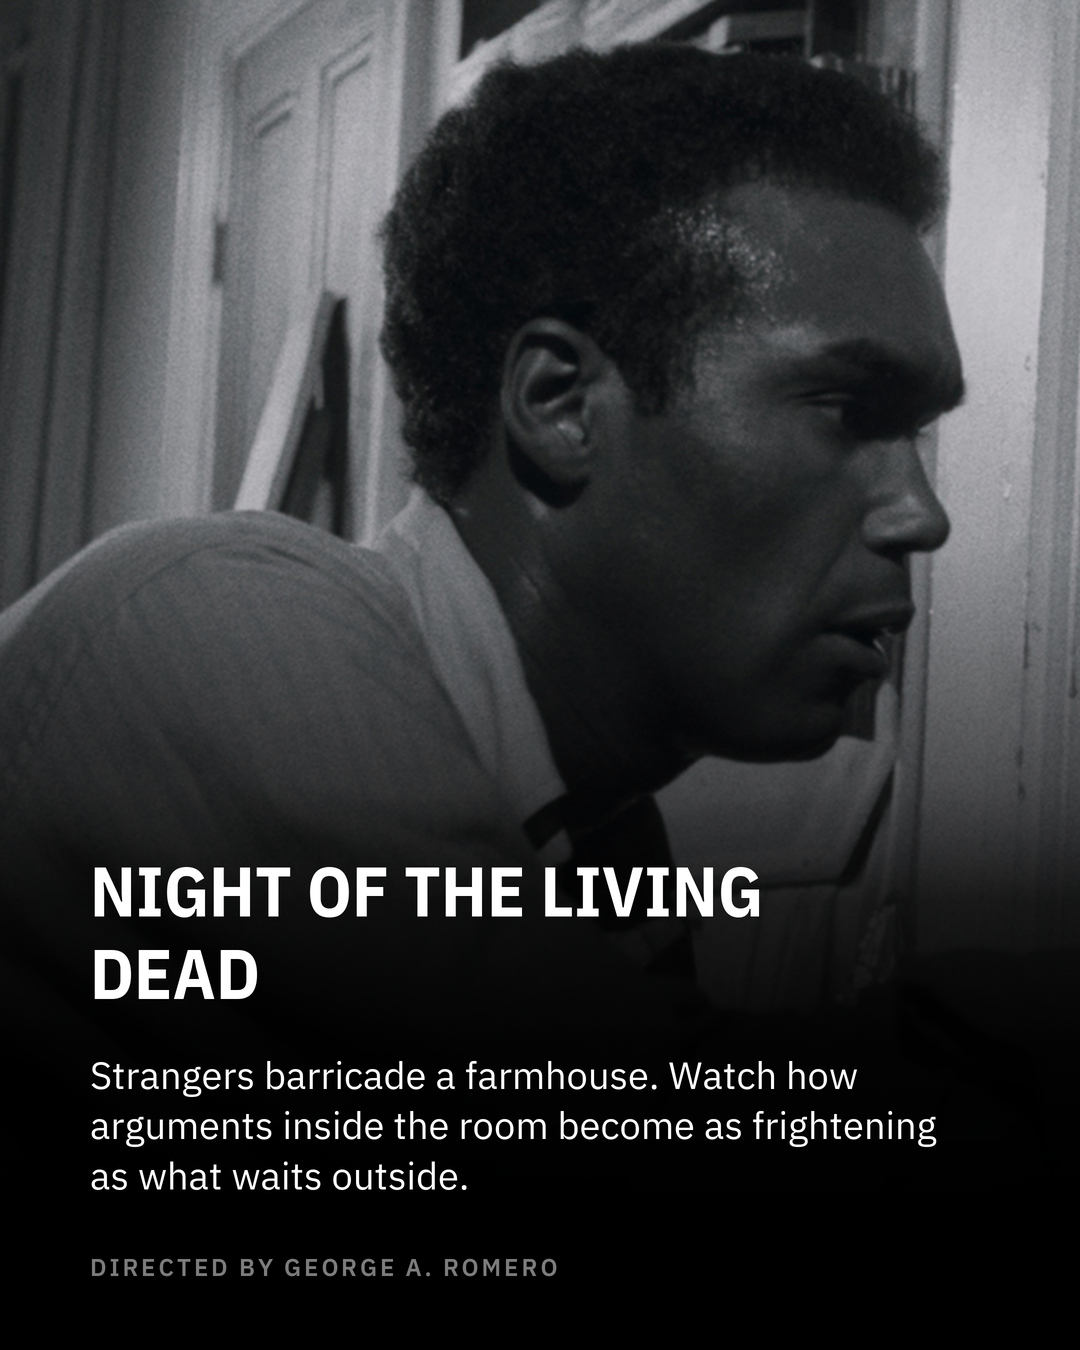 NIGHT OF THE LIVING
DEAD
Strangers barricade a farmhouse. Watch how
arguments inside the room become as frightening
as what waits outside.
DIRECTED BY GEORGE A. ROMERO